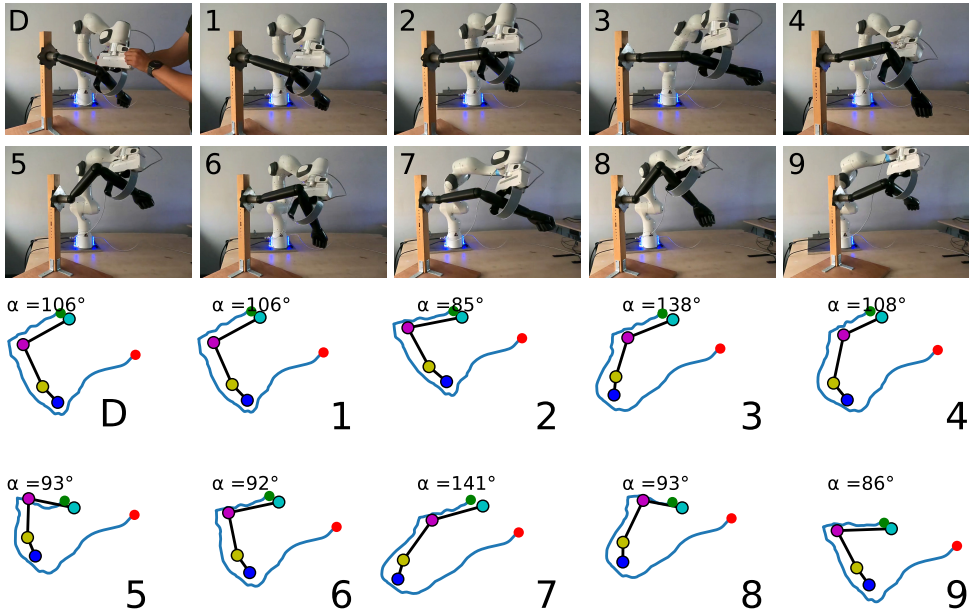 D 1 2 3 4
5 6 7 8 9
α =106° α =106° α =85° α =138° α =108°
D 1 2 3 4
α =93° α =92° α =141° α =93° α =86°
5 6 7 8 9